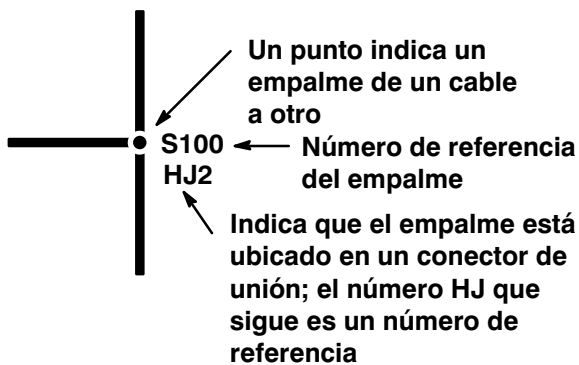 Un punto indica un
empalme de un cable
a otro
S100
Número de referencia
del empalme
HJ2
Indica que el empalme está
ubicado en un conector de
unión; el número HJ que
sigue es un número de
referencia